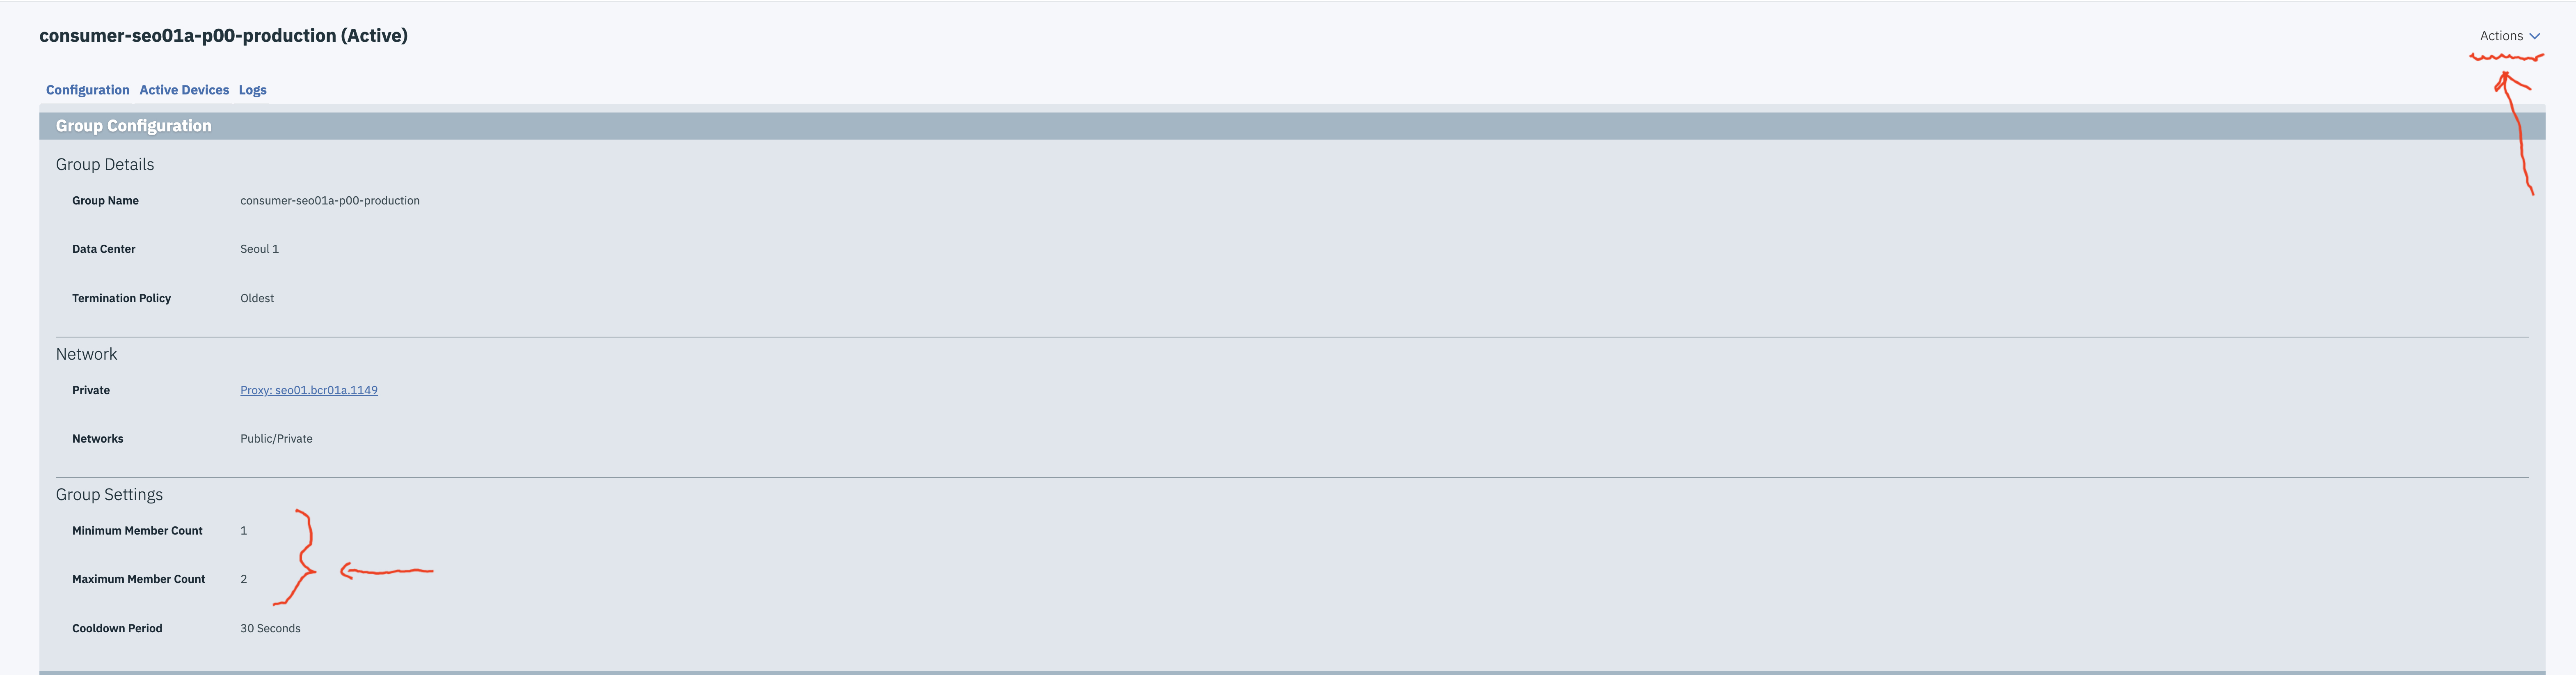 consumer-seo01a-p00-production (Active)
Actions
Configuration Active Devices Logs
Group Configuration
Group Details
Group Name consumer-seo01a-p00-production
Data Center Seoul 1
Termination Policy Oldest
Network
Private Proxy: seo01.bcr01a.1149
Networks Public/Private
Group Settings
Minimum Member Count 1
Maximum Member Count 2
Cooldown Period 30 Seconds